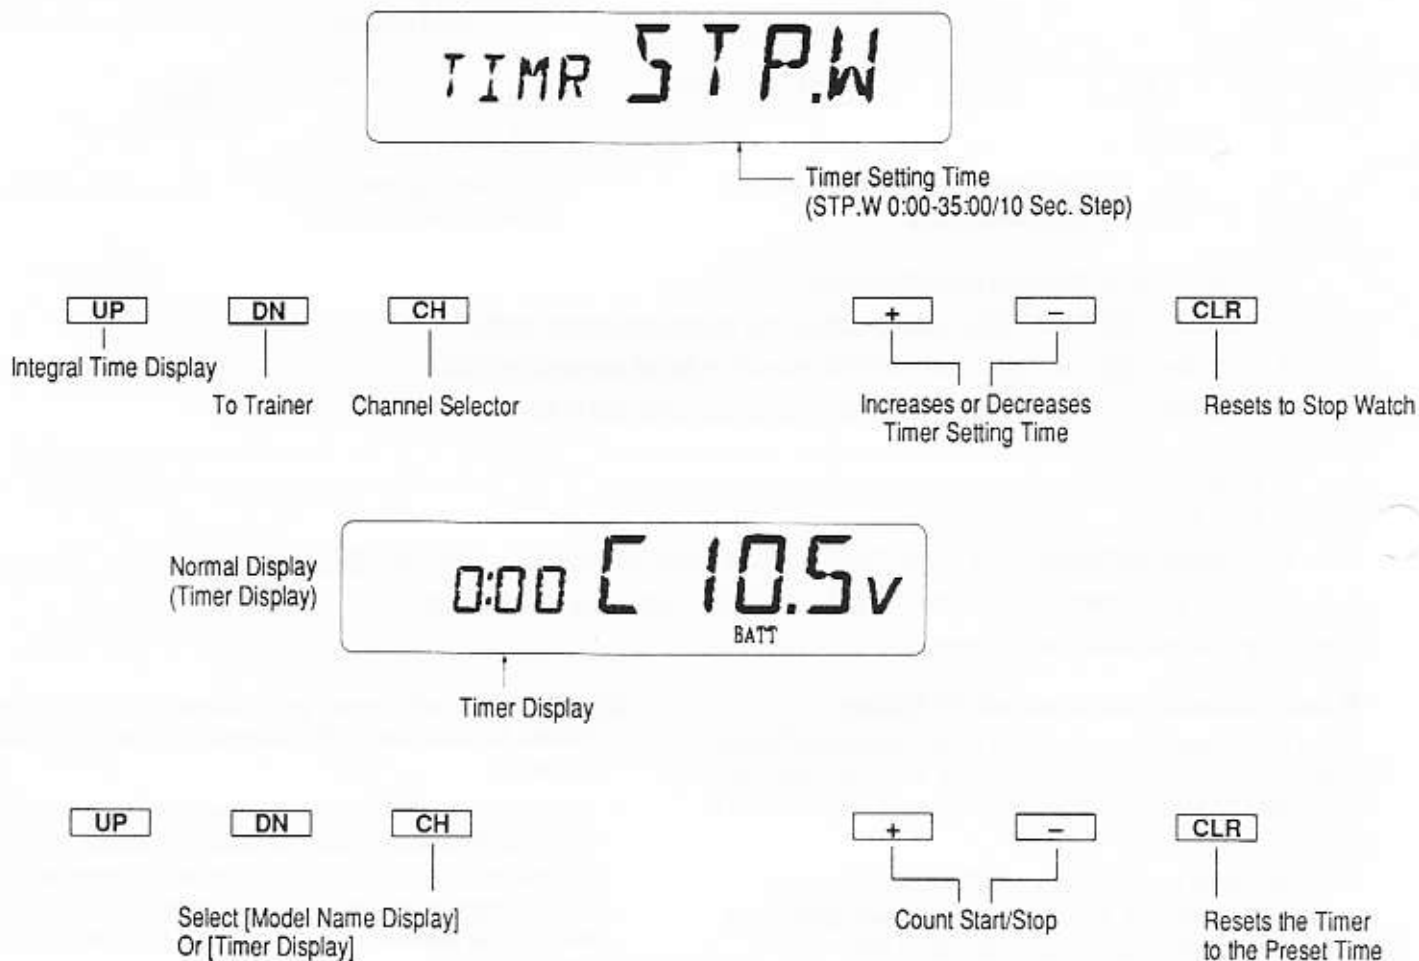 TIMR STP.W
Timer Setting Time
(STP.W 0:00-35:00/10 Sec. Step)
UP DN CH + − CLR
Integral Time Display
To Trainer Channel Selector Increases or Decreases Resets to Stop Watch
Timer Setting Time
Normal Display
(Timer Display)
0:00 C 10.5v
BATT
Timer Display
UP DN CH + − CLR
Select [Model Name Display] Count Start/Stop Resets the Timer
Or [Timer Display] to the Preset Time